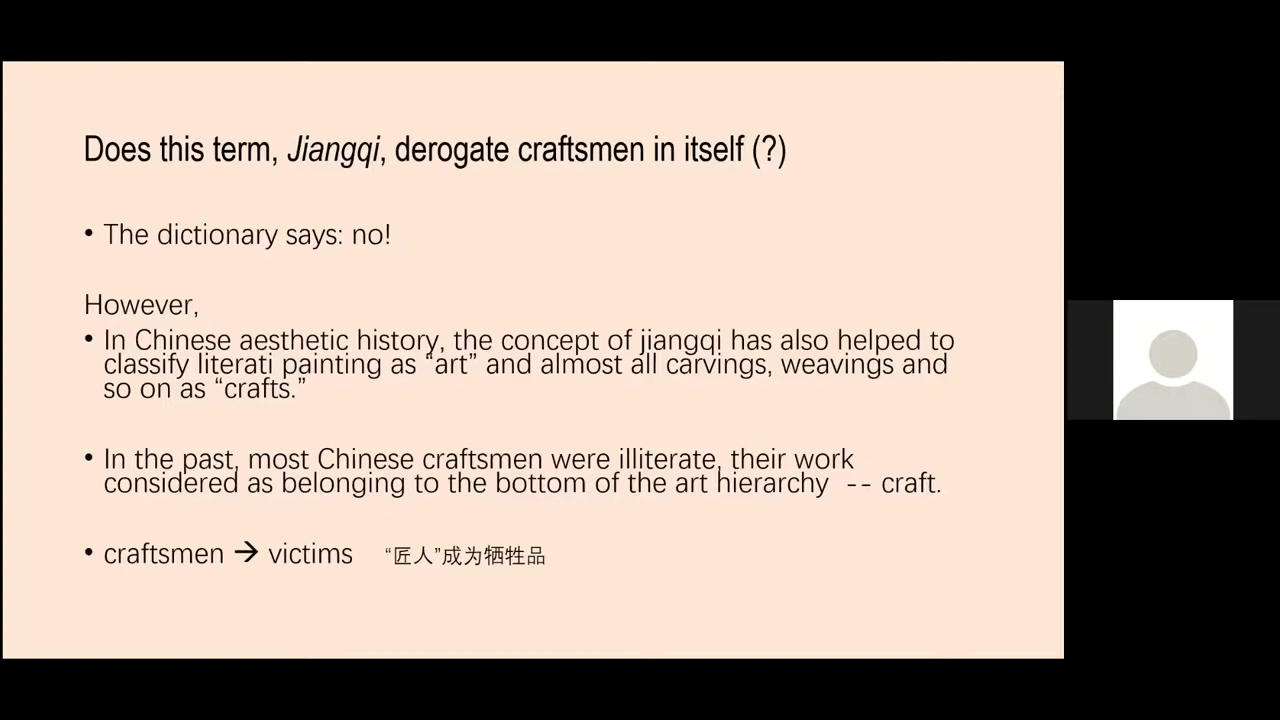 Does this term, Jiangqi, derogate craftsmen in itself (?)
• The dictionary says: no!
However,
• In Chinese aesthetic history, the concept of jiangqi has also helped to
classify literati painting as “art” and almost all carvings, weavings and
so on as “crafts.”
• In the past, most Chinese craftsmen were illiterate, their work
considered as belonging to the bottom of the art hierarchy -- craft.
• craftsmen → victims “匠人”成为牺牲品